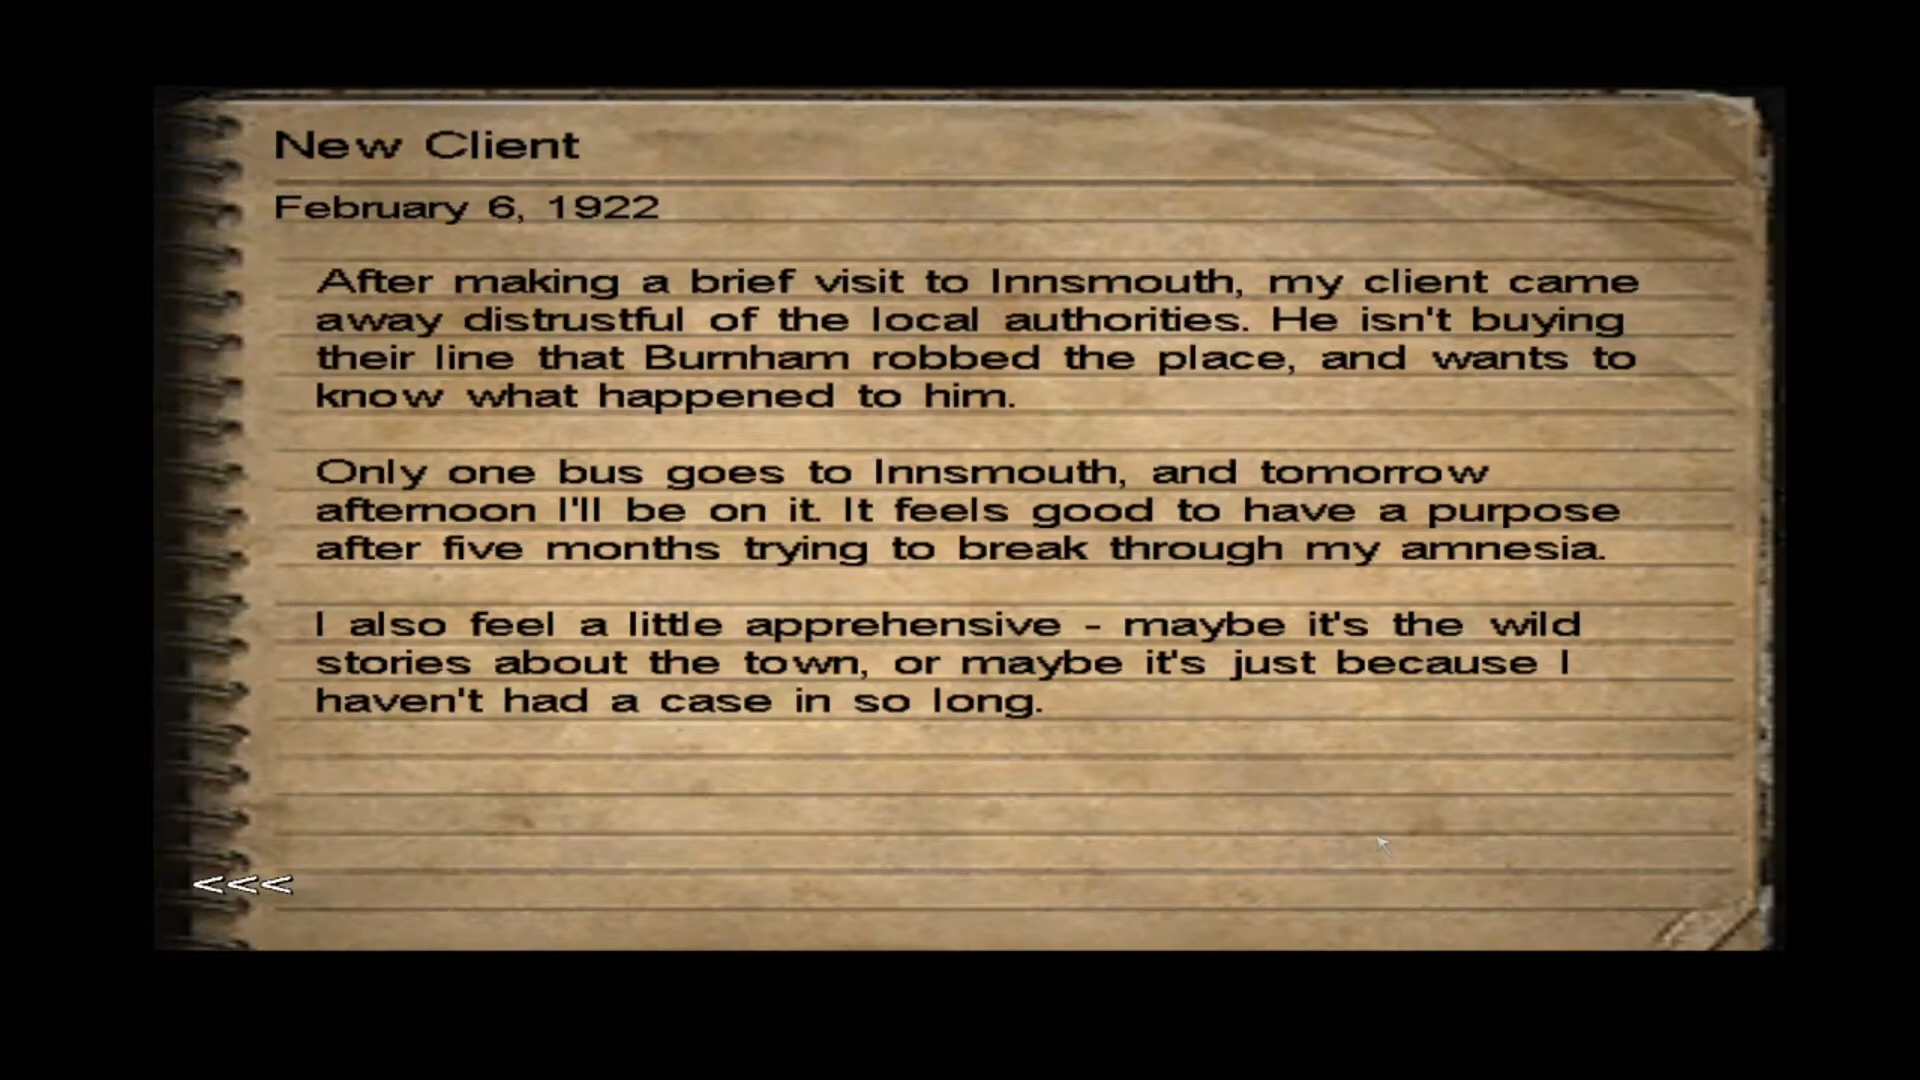 New Client
February 6, 1922
After making a brief visit to Innsmouth, my client came
away distrustful of the local authorities. He isn't buying
their line that Burnham robbed the place, and wants to
know what happened to him.
Only one bus goes to Innsmouth, and tomorrow
afternoon I'll be on it. It feels good to have a purpose
after five months trying to break through my amnesia.
I also feel a little apprehensive - maybe it's the wild
stories about the town, or maybe it's just because I
haven't had a case in so long.
<<<